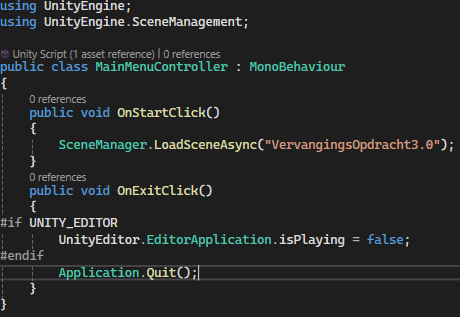 using UnityEngine;
using UnityEngine.SceneManagement;
Unity Script (1 asset reference) | 0 references
public class MainMenuController : MonoBehaviour
{
0 references
public void OnStartClick()
{
SceneManager.LoadSceneAsync("VervangingsOpdracht3.0");
}
0 references
public void OnExitClick()
{
#if UNITY_EDITOR
UnityEditor.EditorApplication.isPlaying = false;
#endif
Application.Quit();
}
}